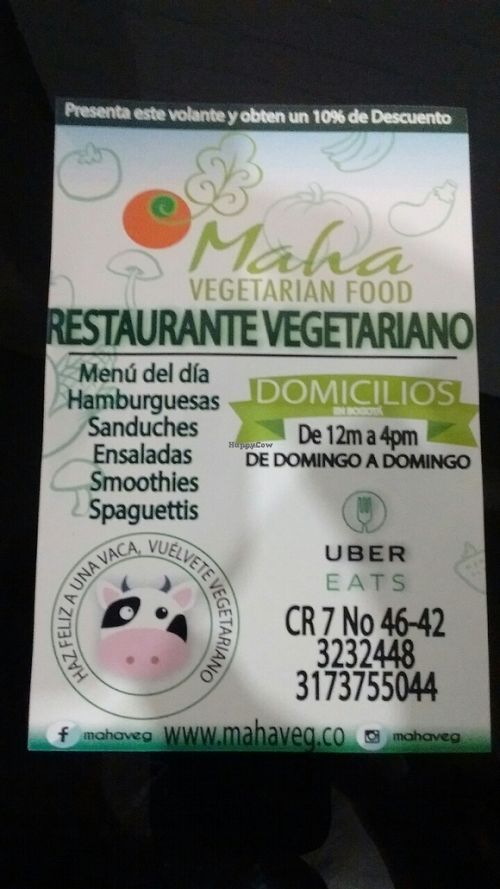 Presenta este volante y obten un 10% de Descuento
Maha
VEGETARIAN FOOD
RESTAURANTE VEGETARIANO
Menú del día
Hamburguesas
Sanduches
Ensaladas
Smoothies
Spaguettis
DOMICILIOS
EN BOGOTÁ
De 12m a 4pm
DE DOMINGO A DOMINGO
HappyCow
HAZ FELIZ A UNA VACA, VUÉLVETE VEGETARIANO
UBER
EATS
CR 7 No 46-42
3232448
3173755044
f mahaveg www.mahaveg.co mahaveg